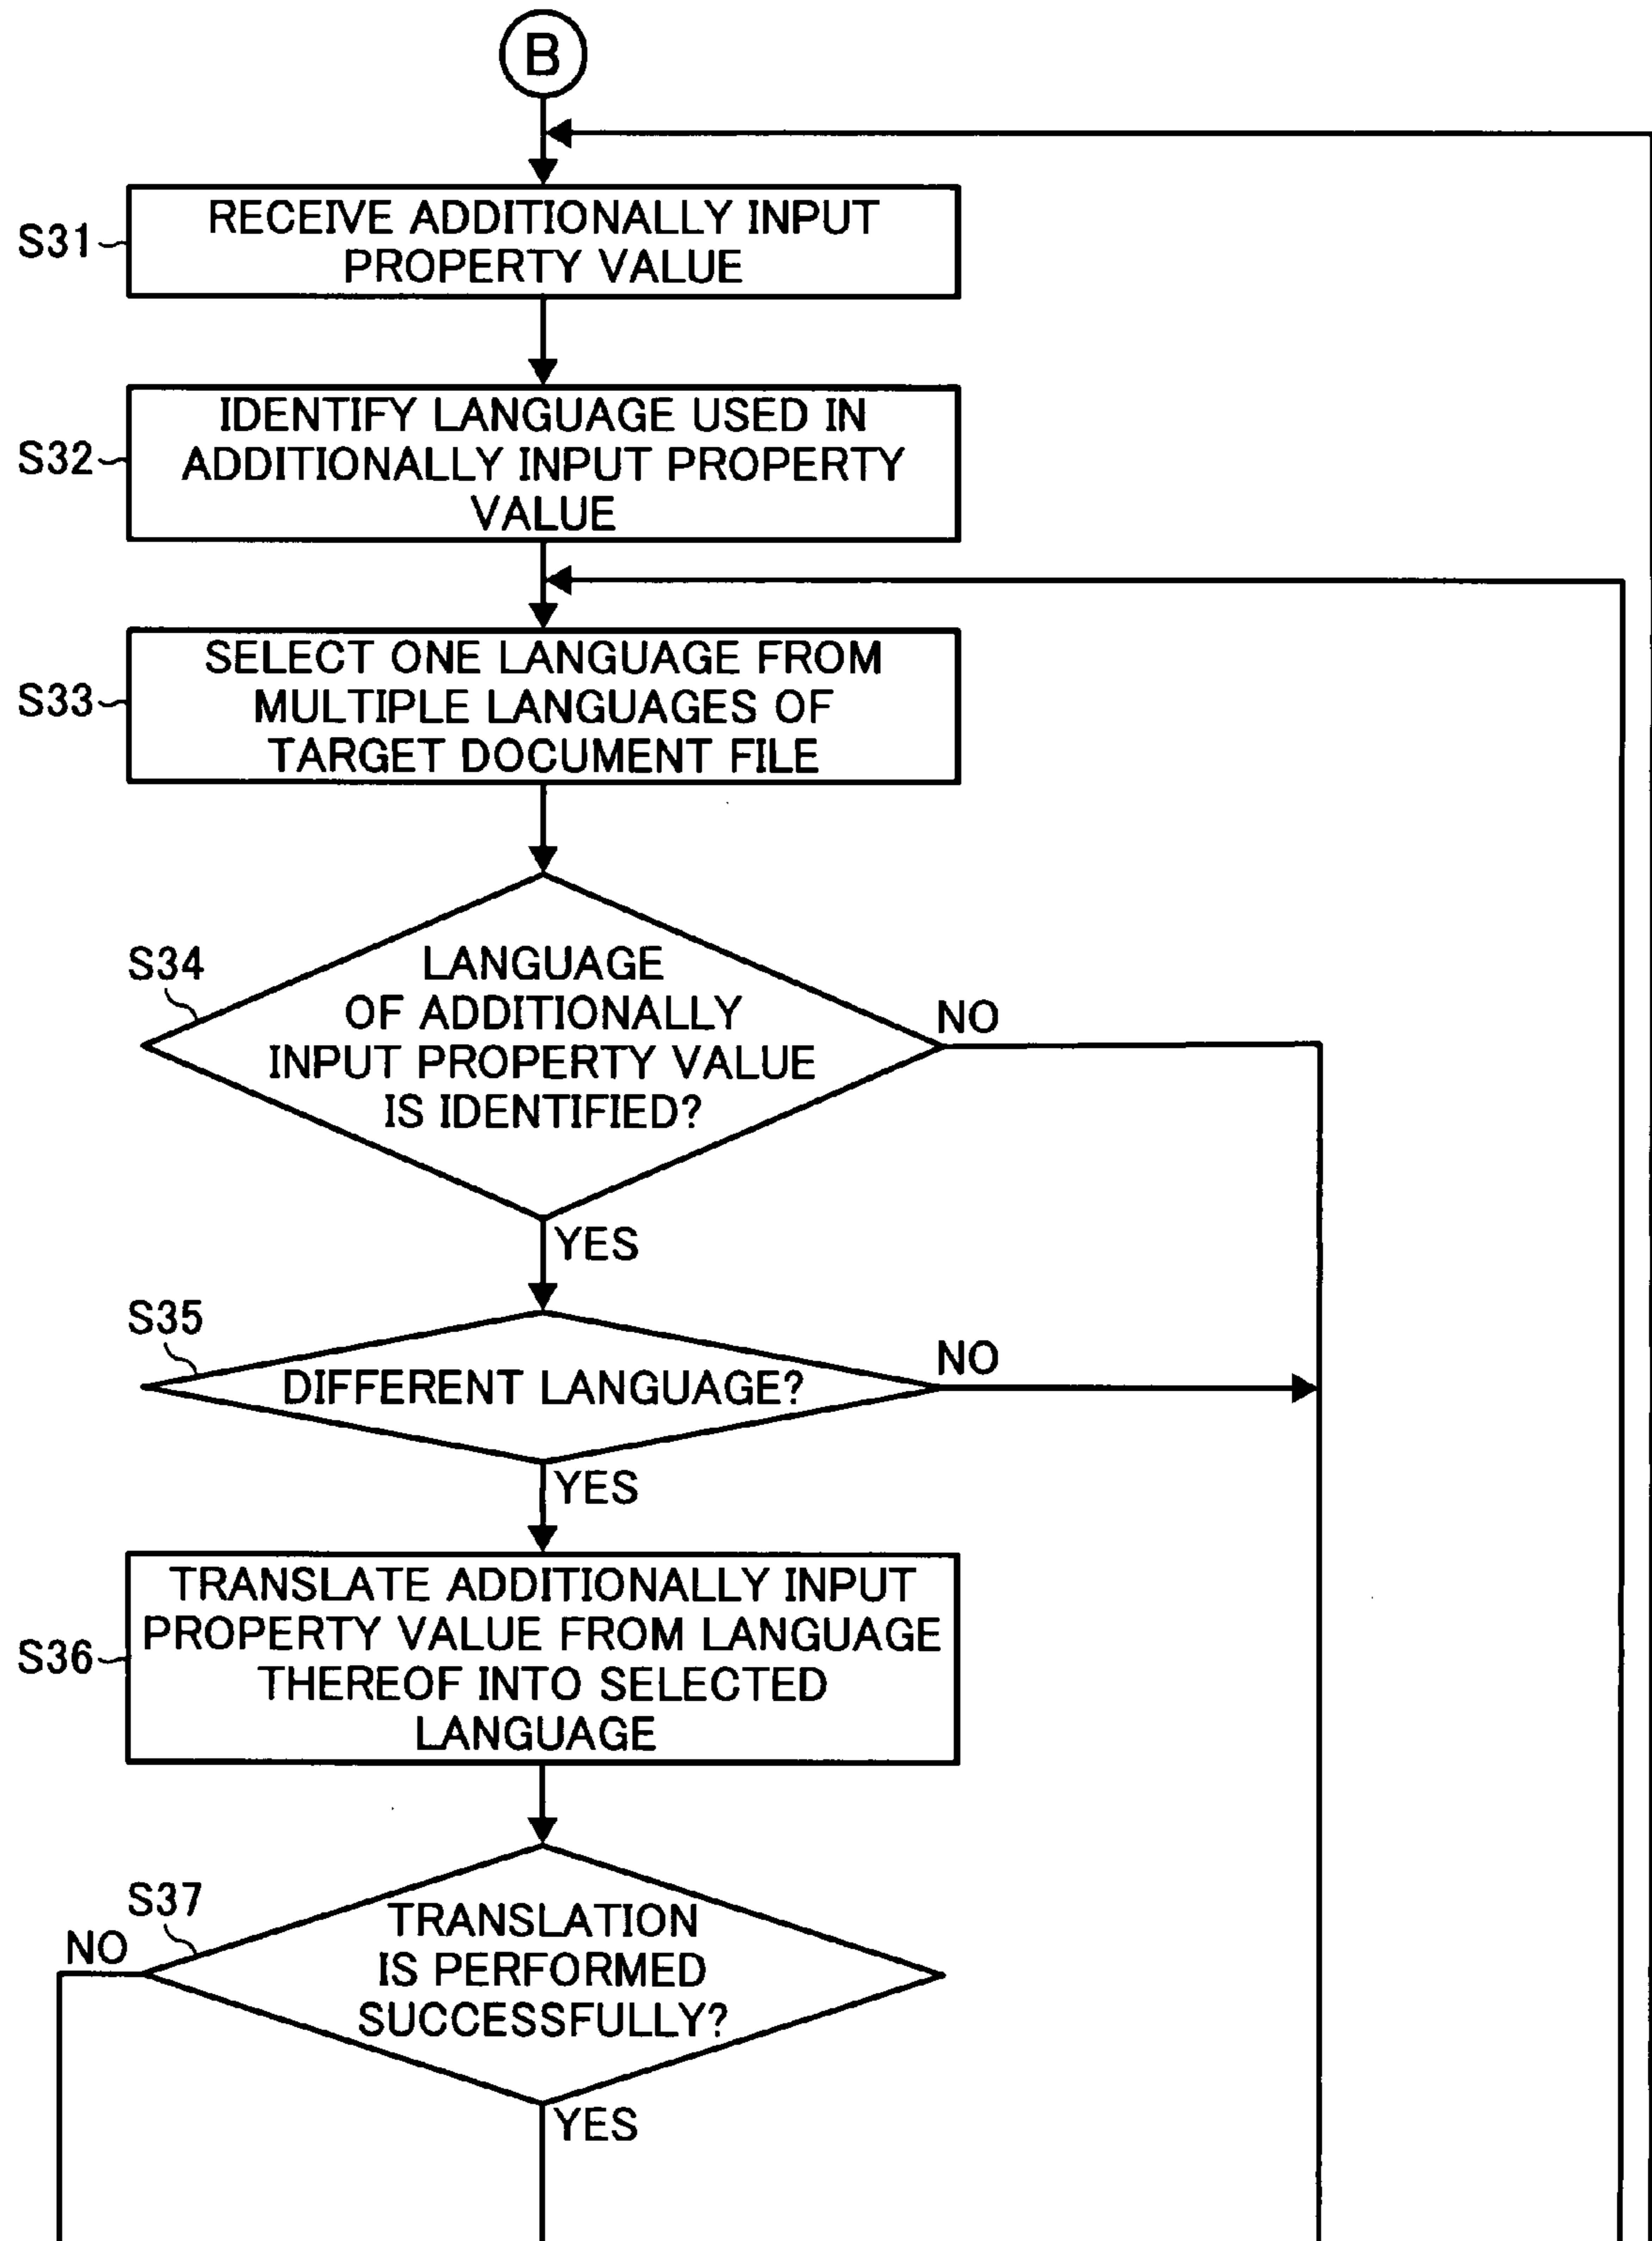 B
S31
RECEIVE ADDITIONALLY INPUT
PROPERTY VALUE
S32
IDENTIFY LANGUAGE USED IN
ADDITIONALLY INPUT PROPERTY
VALUE
S33
SELECT ONE LANGUAGE FROM
MULTIPLE LANGUAGES OF
TARGET DOCUMENT FILE
S34
LANGUAGE
OF ADDITIONALLY
INPUT PROPERTY VALUE
IS IDENTIFIED?
NO
YES
S35
DIFFERENT LANGUAGE?
NO
YES
S36
TRANSLATE ADDITIONALLY INPUT
PROPERTY VALUE FROM LANGUAGE
THEREOF INTO SELECTED
LANGUAGE
S37
NO
TRANSLATION
IS PERFORMED
SUCCESSFULLY?
YES